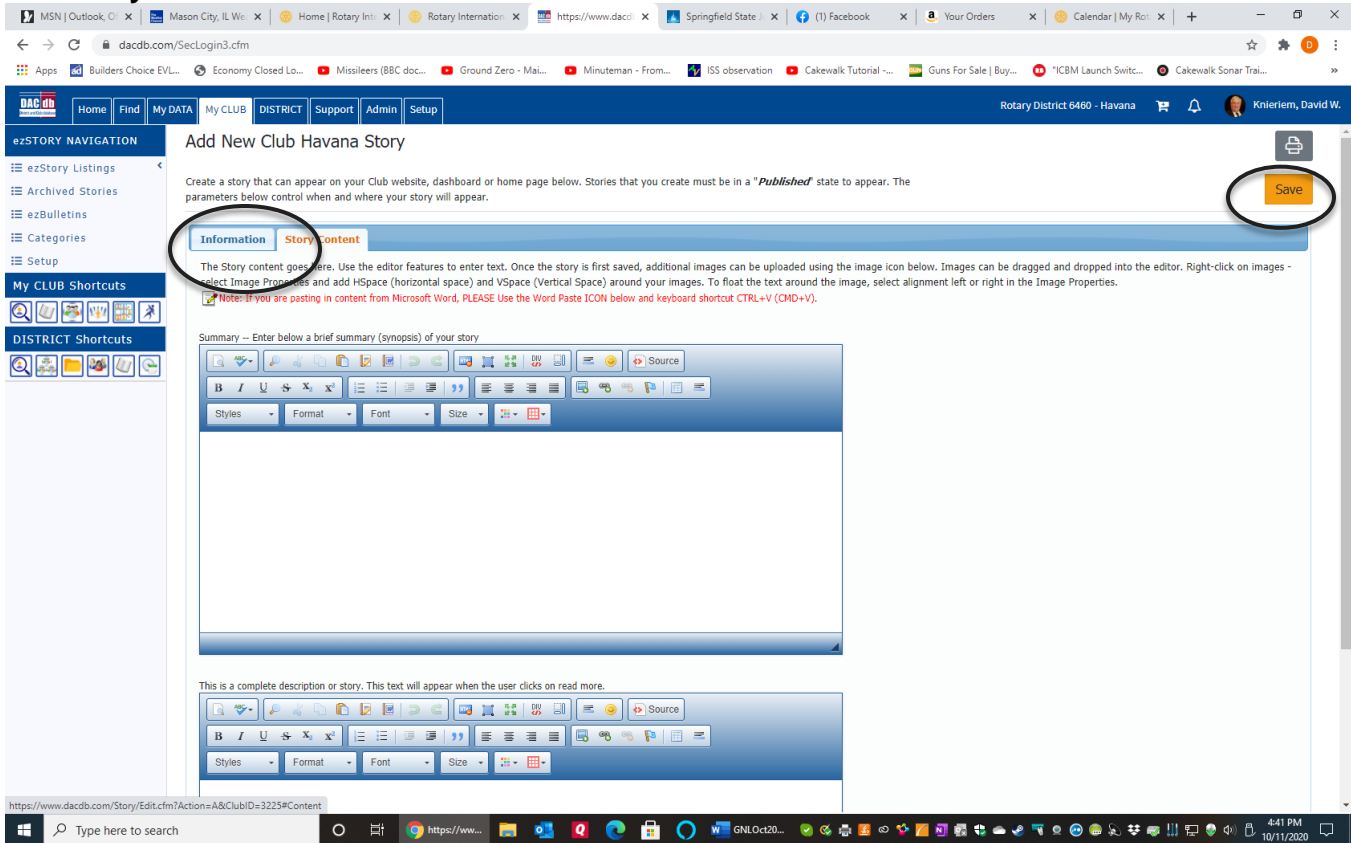 MSN | Outlook, O
Mason City, IL We
Home | Rotary Int
Rotary Internation
https://www.dacd
Springfield State J
(1) Facebook
Your Orders
Calendar | My Rot
dacdb.com/SecLogin3.cfm
D
Apps
Builders Choice EVL...
Economy Closed Lo...
Missileers (BBC doc...
Ground Zero - Mai...
Minuteman - From...
ISS observation
Cakewalk Tutorial -...
Guns For Sale | Buy...
"ICBM Launch Switc...
Cakewalk Sonar Trai...
DAC db
Home
Find
My DATA
My CLUB
DISTRICT
Support
Admin
Setup
Rotary District 6460 - Havana
Knieriem, David W.
ezSTORY NAVIGATION
ezStory Listings
Archived Stories
ezBulletins
Categories
Setup
My CLUB Shortcuts
DISTRICT Shortcuts
Add New Club Havana Story
Create a story that can appear on your Club website, dashboard or home page below. Stories that you create must be in a "Published" state to appear. The
parameters below control when and where your story will appear.
Save
Information
Story Content
The Story content goes here. Use the editor features to enter text. Once the story is first saved, additional images can be uploaded using the image icon below. Images can be dragged and dropped into the editor. Right-click on images -
select Image Properties and add HSpace (horizontal space) and VSpace (Vertical Space) around your images. To float the text around the image, select alignment left or right in the Image Properties.
Note: If you are pasting in content from Microsoft Word, PLEASE Use the Word Paste ICON below and keyboard shortcut CTRL+V (CMD+V).
Summary -- Enter below a brief summary (synopsis) of your story
Source
B I U S X₂ x²
Styles
Format
Font
Size
This is a complete description or story. This text will appear when the user clicks on read more.
Source
B I U S X₂ x²
Styles
Format
Font
Size
https://www.dacdb.com/Story/Edit.cfm?Action=A&ClubID=3225#Content
Type here to search
https://ww...
GNLOct20...
4:41 PM
10/11/2020